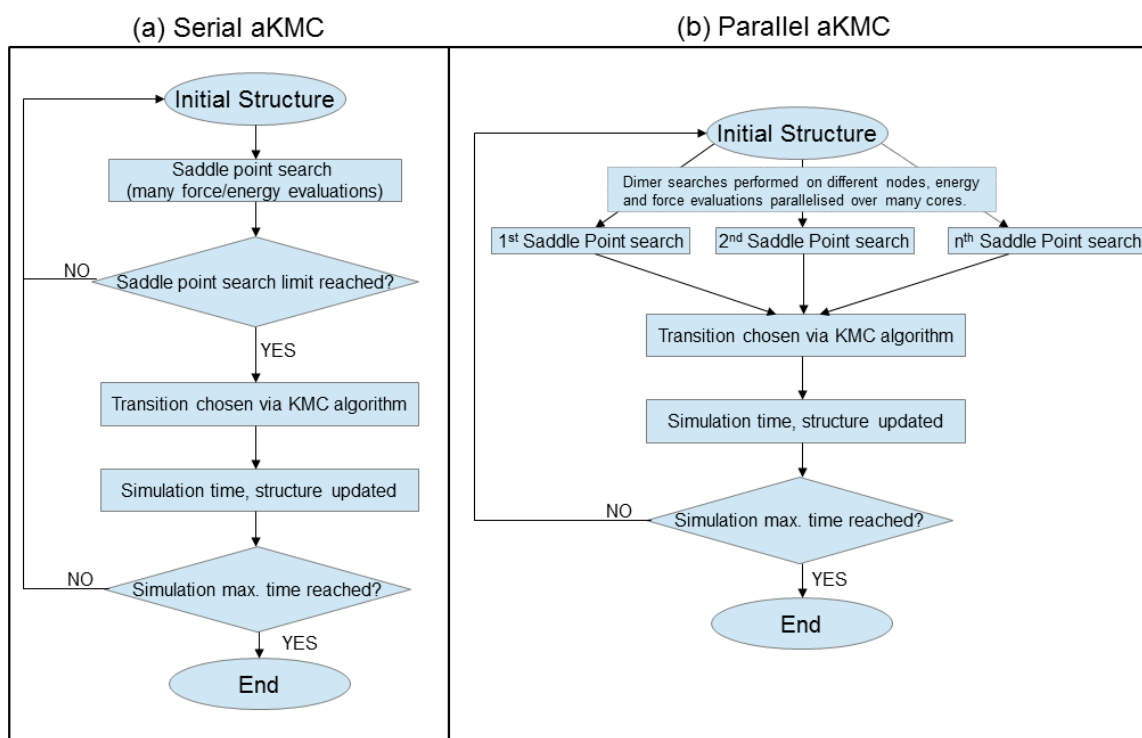 (a) Serial aKMC
Initial Structure
Saddle point search
(many force/energy evaluations)
NO
Saddle point search limit reached?
YES
Transition chosen via KMC algorithm
Simulation time, structure updated
NO
Simulation max. time reached?
YES
End
(b) Parallel aKMC
Initial Structure
Dimer searches performed on different nodes, energy
and force evaluations parallelised over many cores.
1st Saddle Point search
2nd Saddle Point search
nth Saddle Point search
Transition chosen via KMC algorithm
Simulation time, structure updated
NO
Simulation max. time reached?
YES
End